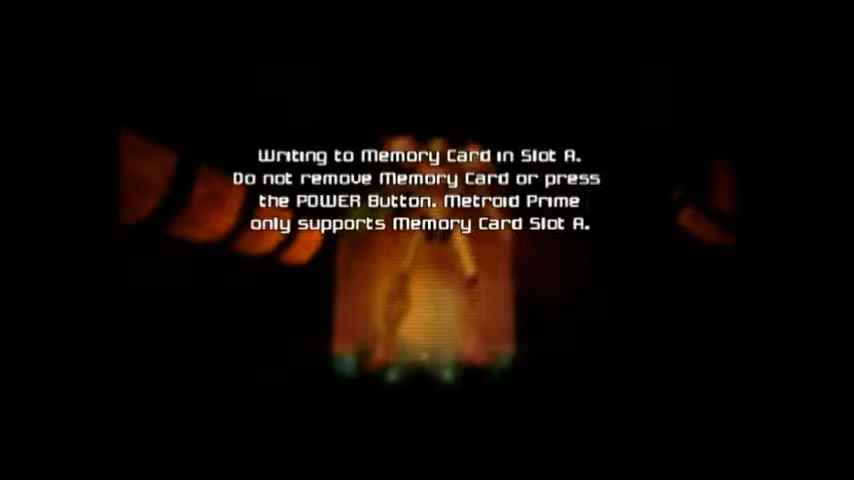 Writing to Memory Card in Slot A.
Do not remove Memory Card or press
the POWER Button. Metroid Prime
only supports Memory Card Slot A.